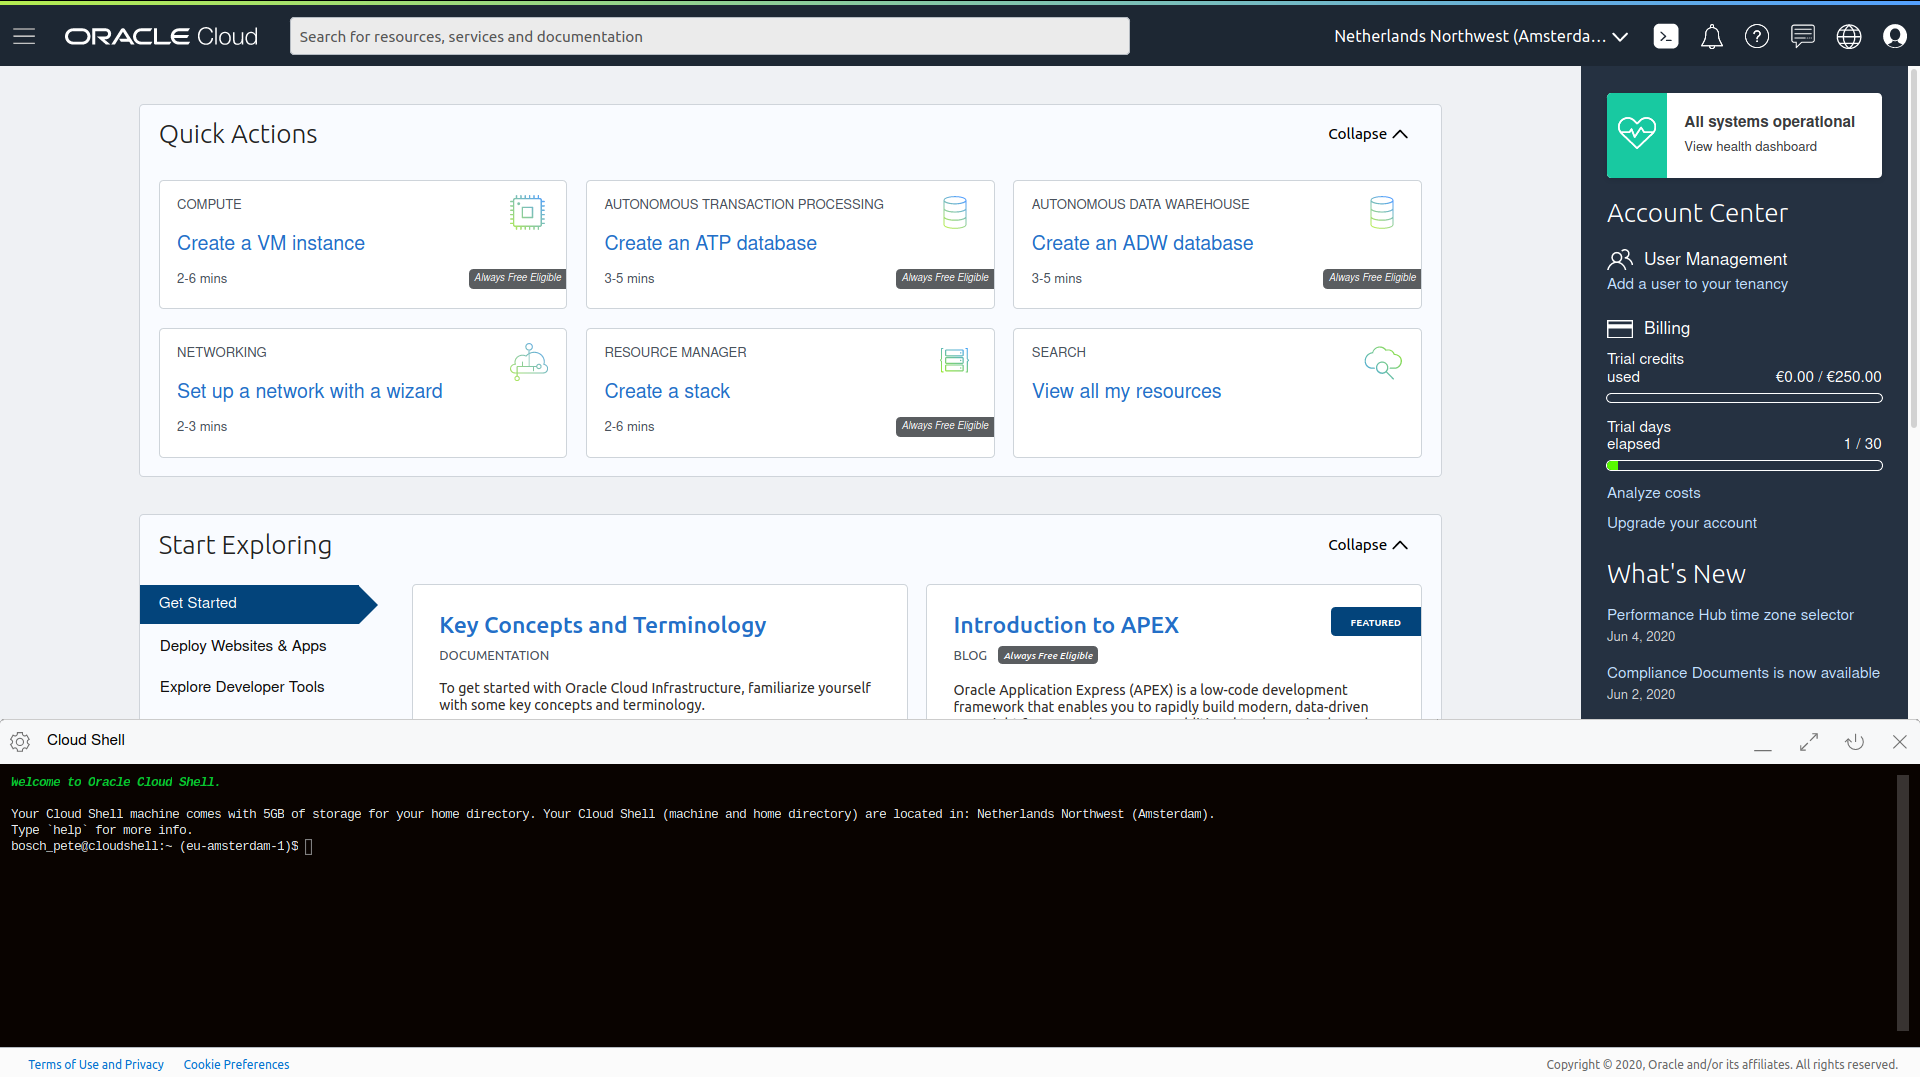 ORACLE Cloud
Search for resources, services and documentation
Netherlands Northwest (Amsterda...
Quick Actions
Collapse
COMPUTE
Create a VM instance
2-6 mins
Always Free Eligible
AUTONOMOUS TRANSACTION PROCESSING
Create an ATP database
3-5 mins
Always Free Eligible
AUTONOMOUS DATA WAREHOUSE
Create an ADW database
3-5 mins
Always Free Eligible
NETWORKING
Set up a network with a wizard
2-3 mins
RESOURCE MANAGER
Create a stack
2-6 mins
Always Free Eligible
SEARCH
View all my resources
Start Exploring
Collapse
Get Started
Deploy Websites & Apps
Explore Developer Tools
Key Concepts and Terminology
DOCUMENTATION
To get started with Oracle Cloud Infrastructure, familiarize yourself
with some key concepts and terminology.
Introduction to APEX
FEATURED
BLOG
Always Free Eligible
Oracle Application Express (APEX) is a low-code development
framework that enables you to rapidly build modern, data-driven
All systems operational
View health dashboard
Account Center
User Management
Add a user to your tenancy
Billing
Trial credits
used
€0.00 / €250.00
Trial days
elapsed
1 / 30
Analyze costs
Upgrade your account
What's New
Performance Hub time zone selector
Jun 4, 2020
Compliance Documents is now available
Jun 2, 2020
Cloud Shell
Welcome to Oracle Cloud Shell.
Your Cloud Shell machine comes with 5GB of storage for your home directory. Your Cloud Shell (machine and home directory) are located in: Netherlands Northwest (Amsterdam).
Type `help` for more info.
bosch_pete@cloudshell:~ (eu-amsterdam-1)$
Terms of Use and Privacy
Cookie Preferences
Copyright © 2020, Oracle and/or its affiliates. All rights reserved.